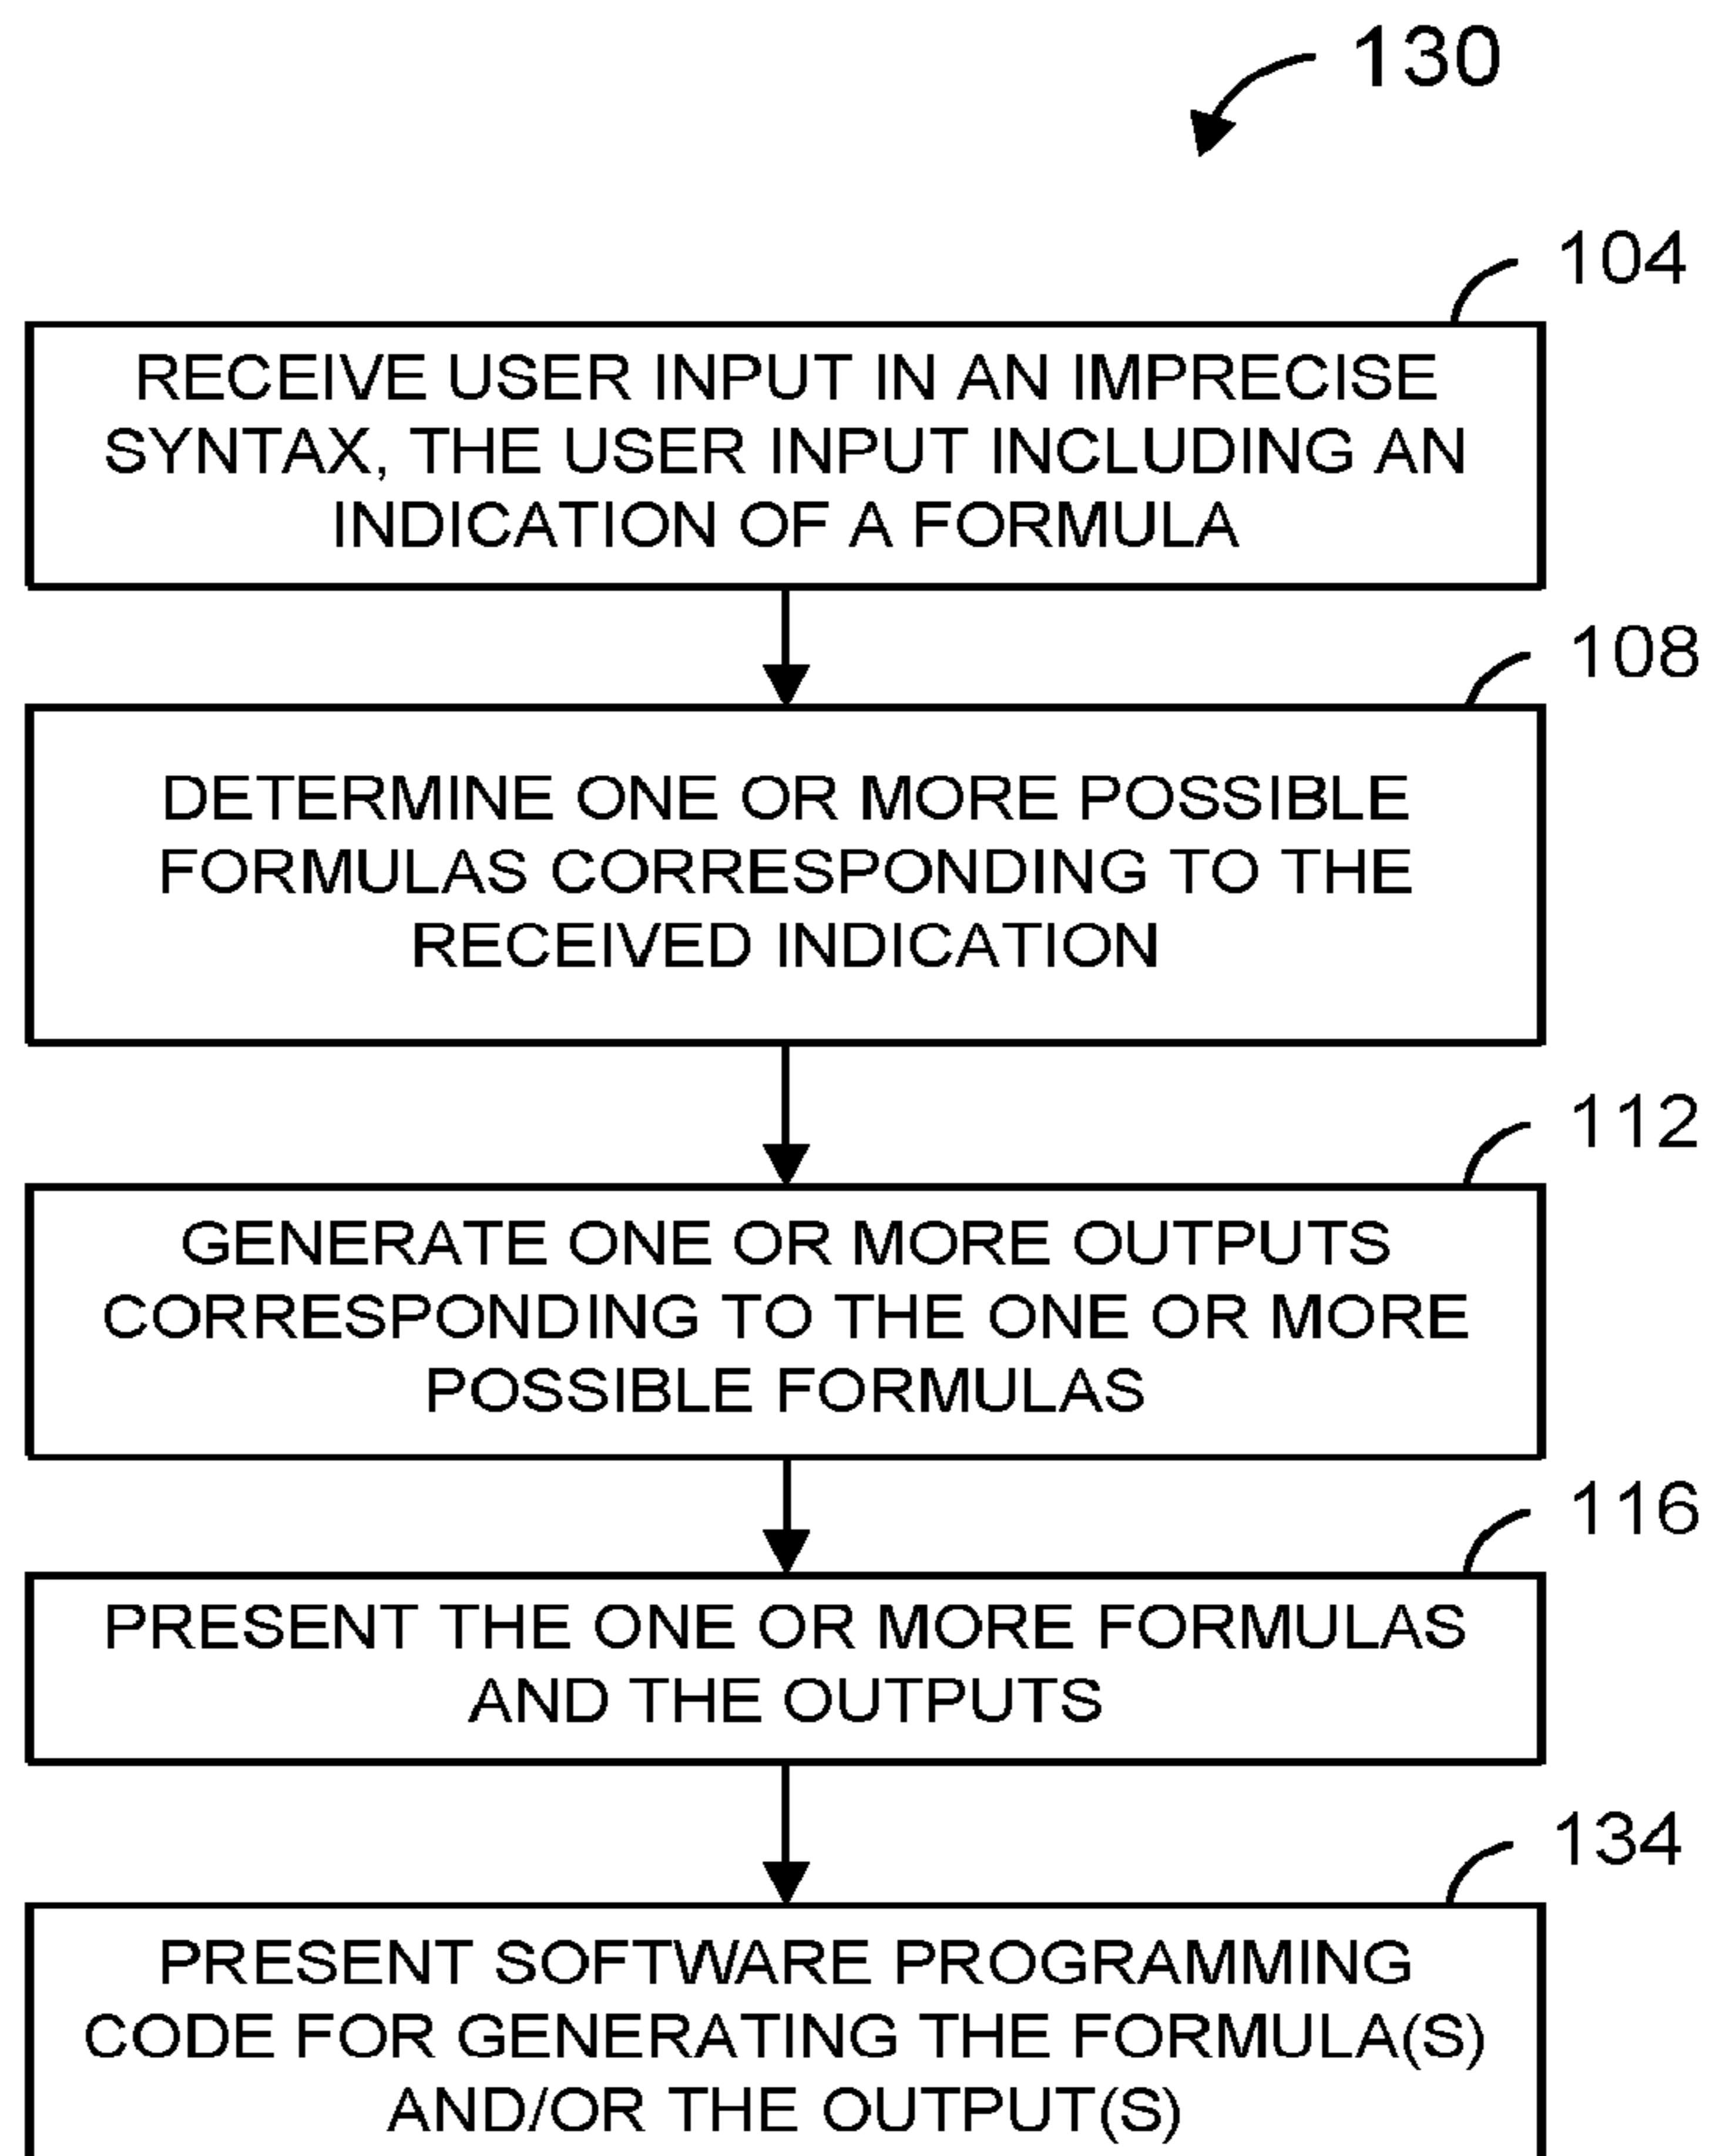 130
104
RECEIVE USER INPUT IN AN IMPRECISE
SYNTAX, THE USER INPUT INCLUDING AN
INDICATION OF A FORMULA
108
DETERMINE ONE OR MORE POSSIBLE
FORMULAS CORRESPONDING TO THE
RECEIVED INDICATION
112
GENERATE ONE OR MORE OUTPUTS
CORRESPONDING TO THE ONE OR MORE
POSSIBLE FORMULAS
116
PRESENT THE ONE OR MORE FORMULAS
AND THE OUTPUTS
134
PRESENT SOFTWARE PROGRAMMING
CODE FOR GENERATING THE FORMULA(S)
AND/OR THE OUTPUT(S)